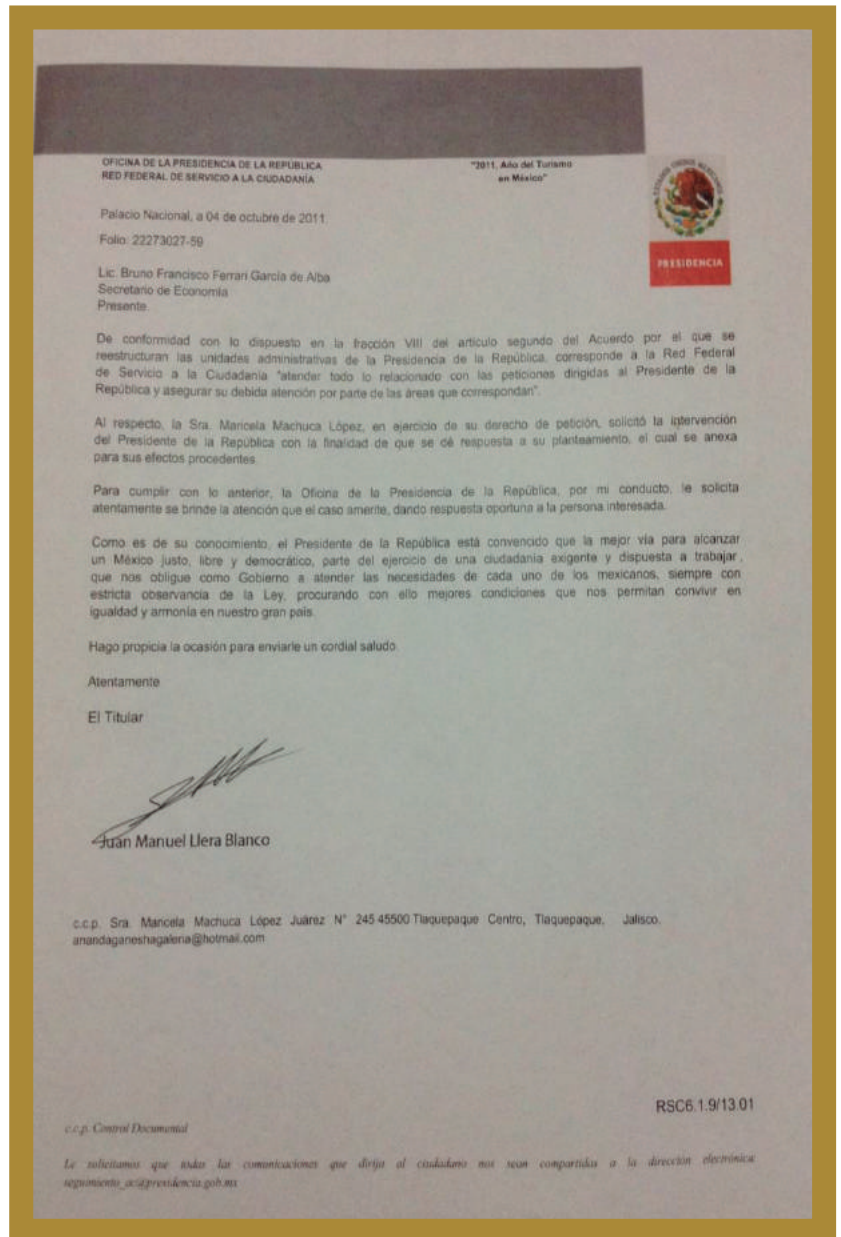 OFICINA DE LA PRESIDENCIA DE LA REPÚBLICA
RED FEDERAL DE SERVICIO A LA CIUDADANÍA
"2011, Año del Turismo
en México"
ESTADOS UNIDOS MEXICANOS
PRESIDENCIA
Palacio Nacional, a 04 de octubre de 2011
Folio: 22273027-59
Lic. Bruno Francisco Ferrari García de Alba
Secretario de Economía
Presente
De conformidad con lo dispuesto en la fracción VIII del artículo segundo del Acuerdo por el que se
reestructuran las unidades administrativas de la Presidencia de la República, corresponde a la Red Federal
de Servicio a la Ciudadanía "atender todo lo relacionado con las peticiones dirigidas al Presidente de la
República y asegurar su debida atención por parte de las áreas que correspondan".
Al respecto, la Sra. Maricela Machuca López, en ejercicio de su derecho de petición, solicitó la intervención
del Presidente de la República con la finalidad de que se dé respuesta a su planteamiento, el cual se anexa
para sus efectos procedentes.
Para cumplir con lo anterior, la Oficina de la Presidencia de la República, por mi conducto, le solicita
atentamente se brinde la atención que el caso amerite, dando respuesta oportuna a la persona interesada.
Como es de su conocimiento, el Presidente de la República está convencido que la mejor vía para alcanzar
un México justo, libre y democrático, parte del ejercicio de una ciudadanía exigente y dispuesta a trabajar,
que nos obligue como Gobierno a atender las necesidades de cada uno de los mexicanos, siempre con
estricta observancia de la Ley, procurando con ello mejores condiciones que nos permitan convivir en
igualdad y armonía en nuestro gran país.
Hago propicia la ocasión para enviarle un cordial saludo.
Atentamente
El Titular
Juan Manuel Llera Blanco
c.c.p. Sra. Maricela Machuca López Juárez N° 245 45500 Tlaquepaque Centro, Tlaquepaque, Jalisco.
anandaganeshagaleria@hotmail.com
RSC6.1.9/13.01
c.c.p. Control Documental
Le solicitamos que todas las comunicaciones que dirija al ciudadano nos sean compartidas a la dirección electrónica:
seguimiento_oc@presidencia.gob.mx